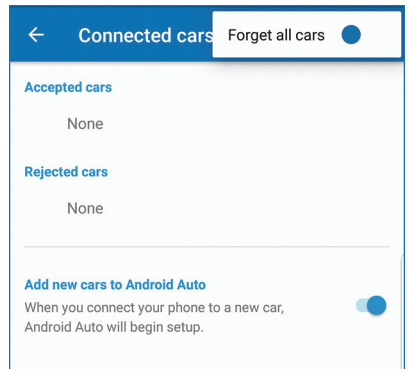 Connected cars
Forget all cars
Accepted cars
None
Rejected cars
None
Add new cars to Android Auto
When you connect your phone to a new car,
Android Auto will begin setup.